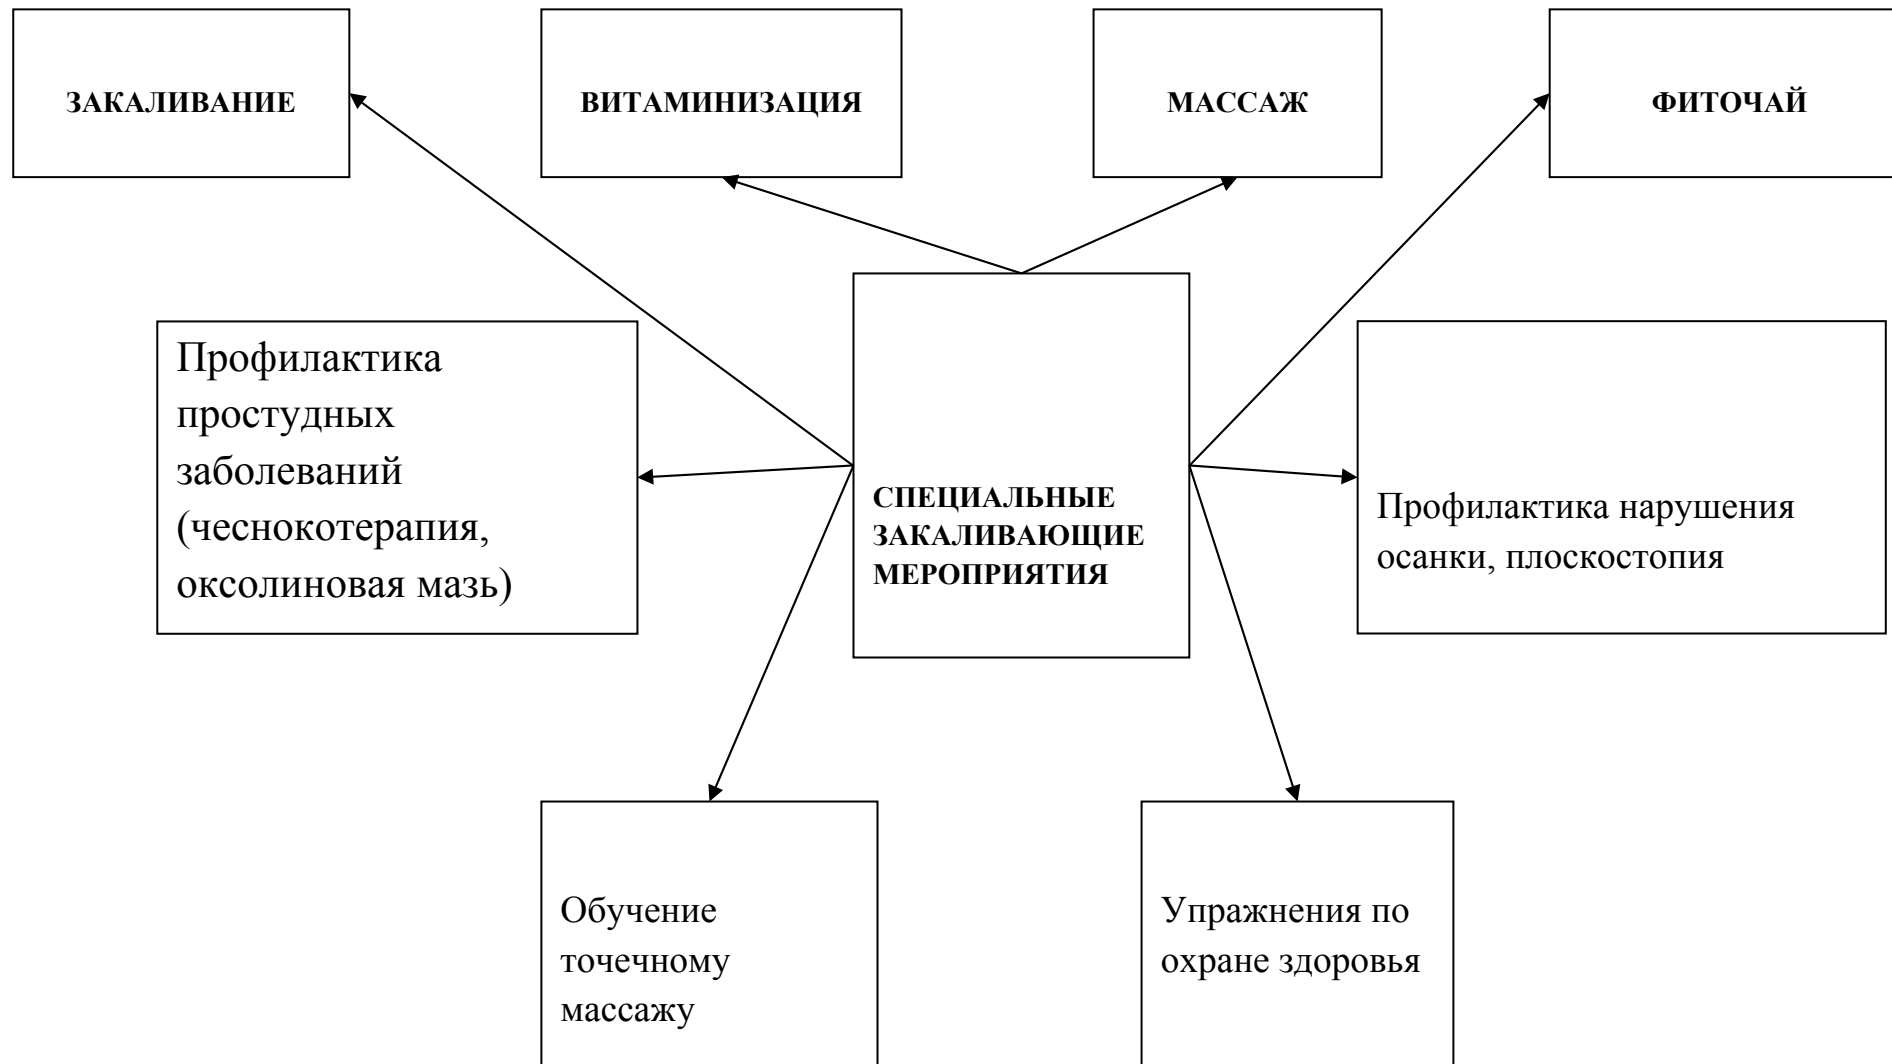 ЗАКАЛИВАНИЕ
ВИТАМИНИЗАЦИЯ
МАССАЖ
ФИТОЧАЙ
Профилактика
простудных
заболеваний
(чеснокотерапия,
оксолиновая мазь)
СПЕЦИАЛЬНЫЕ
ЗАКАЛИВАЮЩИЕ
МЕРОПРИЯТИЯ
Профилактика нарушения
осанки, плоскостопия
Обучение
точечному
массажу
Упражнения по
охране здоровья